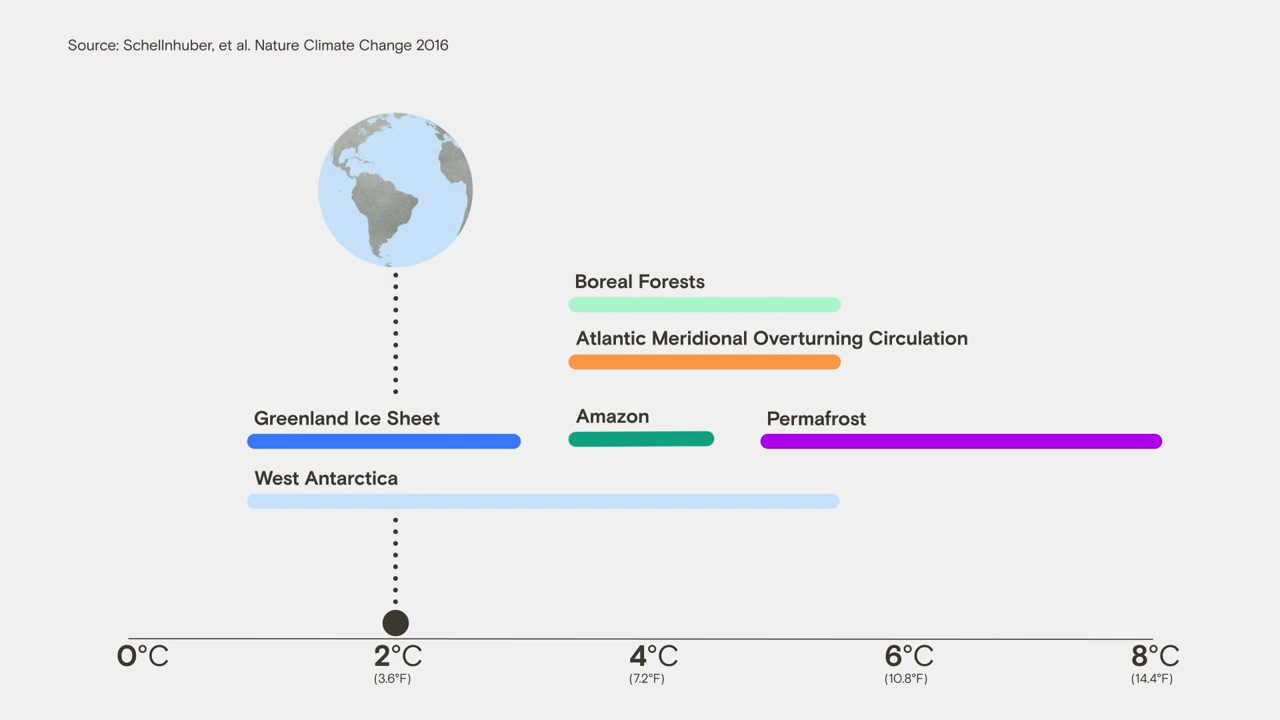 Source: Schellnhuber, et al. Nature Climate Change 2016
Boreal Forests
Atlantic Meridional Overturning Circulation
Greenland Ice Sheet
Amazon
Permafrost
West Antarctica
0°C 2°C 4°C 6°C 8°C
(3.6°F) (7.2°F) (10.8°F) (14.4°F)